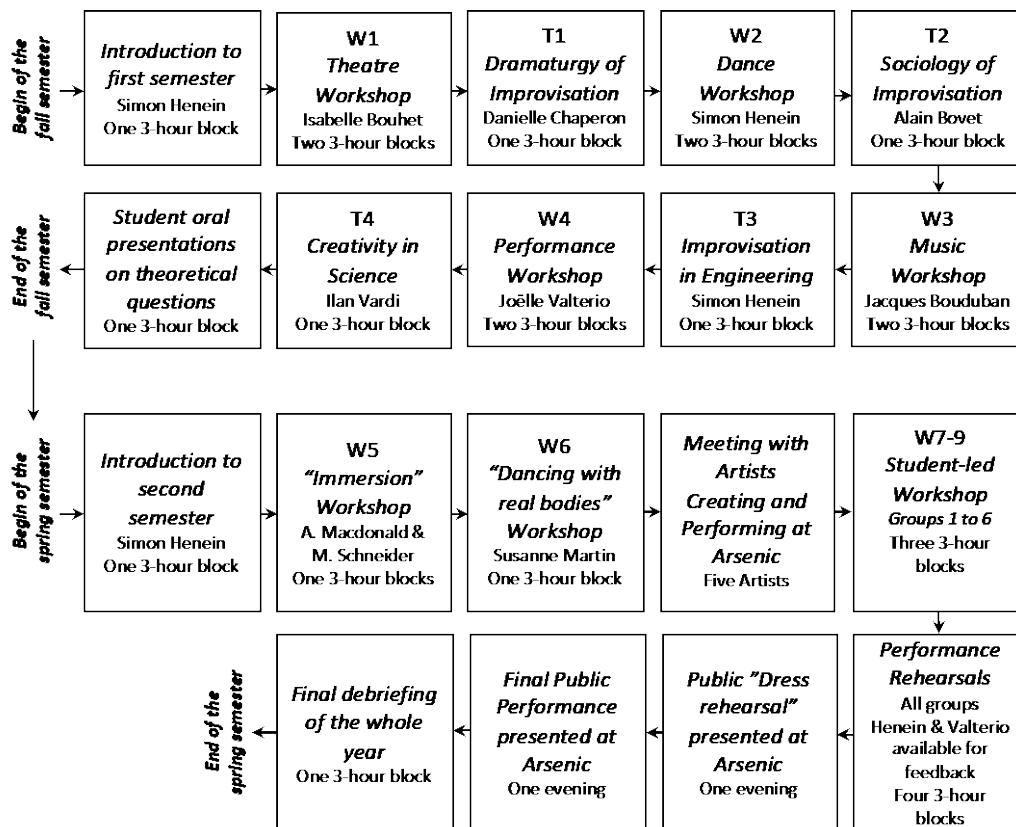 Begin of the
fall semester
Introduction to
first semester
Simon Henein
One 3-hour block
W1
Theatre
Workshop
Isabelle Bouhet
Two 3-hour blocks
T1
Dramaturgy of
Improvisation
Danielle Chaperon
One 3-hour block
W2
Dance
Workshop
Simon Henein
Two 3-hour blocks
T2
Sociology of
Improvisation
Alain Bovet
One 3-hour block
W3
Music
Workshop
Jacques Bouduban
Two 3-hour blocks
T3
Improvisation
in Engineering
Simon Henein
One 3-hour block
W4
Performance
Workshop
Joëlle Valterio
Two 3-hour blocks
T4
Creativity in
Science
Ilan Vardi
One 3-hour block
Student oral
presentations
on theoretical
questions
One 3-hour block
End of the
fall semester
Begin of the
spring semester
Introduction to
second
semester
Simon Henein
One 3-hour block
W5
“Immersion”
Workshop
A. Macdonald &
M. Schneider
One 3-hour blocks
W6
“Dancing with
real bodies”
Workshop
Susanne Martin
One 3-hour block
Meeting with
Artists
Creating and
Performing at
Arsenic
Five Artists
W7-9
Student-led
Workshop
Groups 1 to 6
Three 3-hour
blocks
Performance
Rehearsals
All groups
Henein & Valterio
available for
feedback
Four 3-hour
blocks
Public ”Dress
rehearsal”
presented at
Arsenic
One evening
Final Public
Performance
presented at
Arsenic
One evening
Final debriefing
of the whole
year
One 3-hour block
End of the
spring semester